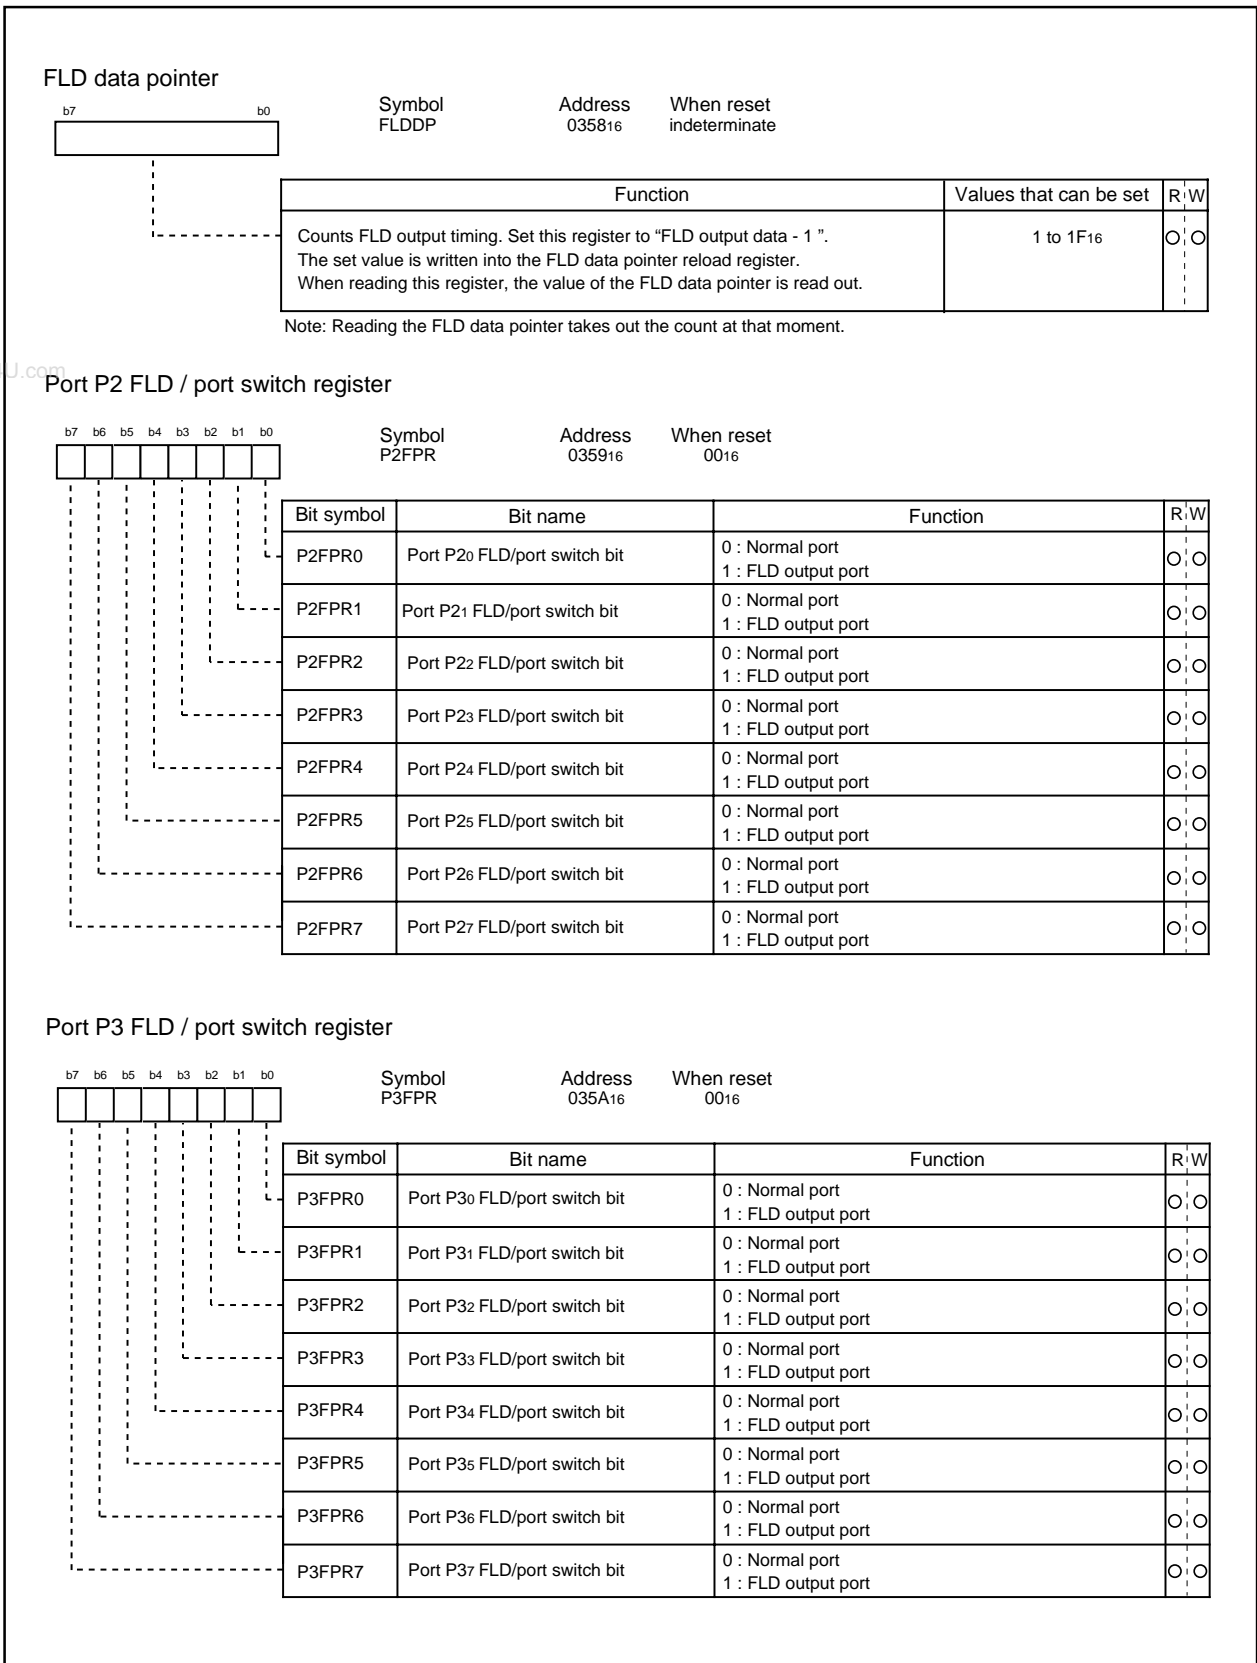 FLD data pointer
b7 b0
Symbol Address When reset
FLDDP 035816 indeterminate
Function Values that can be set R W
Counts FLD output timing. Set this register to “FLD output data - 1 ”. 1 to 1F16
The set value is written into the FLD data pointer reload register.
When reading this register, the value of the FLD data pointer is read out.
Note: Reading the FLD data pointer takes out the count at that moment.
U.com
Port P2 FLD / port switch register
b7 b6 b5 b4 b3 b2 b1 b0
Symbol Address When reset
P2FPR 035916 0016
Bit symbol Bit name Function R W
P2FPR0 Port P20 FLD/port switch bit 0 : Normal port
1 : FLD output port
P2FPR1 Port P21 FLD/port switch bit 0 : Normal port
1 : FLD output port
P2FPR2 Port P22 FLD/port switch bit 0 : Normal port
1 : FLD output port
P2FPR3 Port P23 FLD/port switch bit 0 : Normal port
1 : FLD output port
P2FPR4 Port P24 FLD/port switch bit 0 : Normal port
1 : FLD output port
P2FPR5 Port P25 FLD/port switch bit 0 : Normal port
1 : FLD output port
P2FPR6 Port P26 FLD/port switch bit 0 : Normal port
1 : FLD output port
P2FPR7 Port P27 FLD/port switch bit 0 : Normal port
1 : FLD output port
Port P3 FLD / port switch register
b7 b6 b5 b4 b3 b2 b1 b0
Symbol Address When reset
P3FPR 035A16 0016
Bit symbol Bit name Function R W
P3FPR0 Port P30 FLD/port switch bit 0 : Normal port
1 : FLD output port
P3FPR1 Port P31 FLD/port switch bit 0 : Normal port
1 : FLD output port
P3FPR2 Port P32 FLD/port switch bit 0 : Normal port
1 : FLD output port
P3FPR3 Port P33 FLD/port switch bit 0 : Normal port
1 : FLD output port
P3FPR4 Port P34 FLD/port switch bit 0 : Normal port
1 : FLD output port
P3FPR5 Port P35 FLD/port switch bit 0 : Normal port
1 : FLD output port
P3FPR6 Port P36 FLD/port switch bit 0 : Normal port
1 : FLD output port
P3FPR7 Port P37 FLD/port switch bit 0 : Normal port
1 : FLD output port